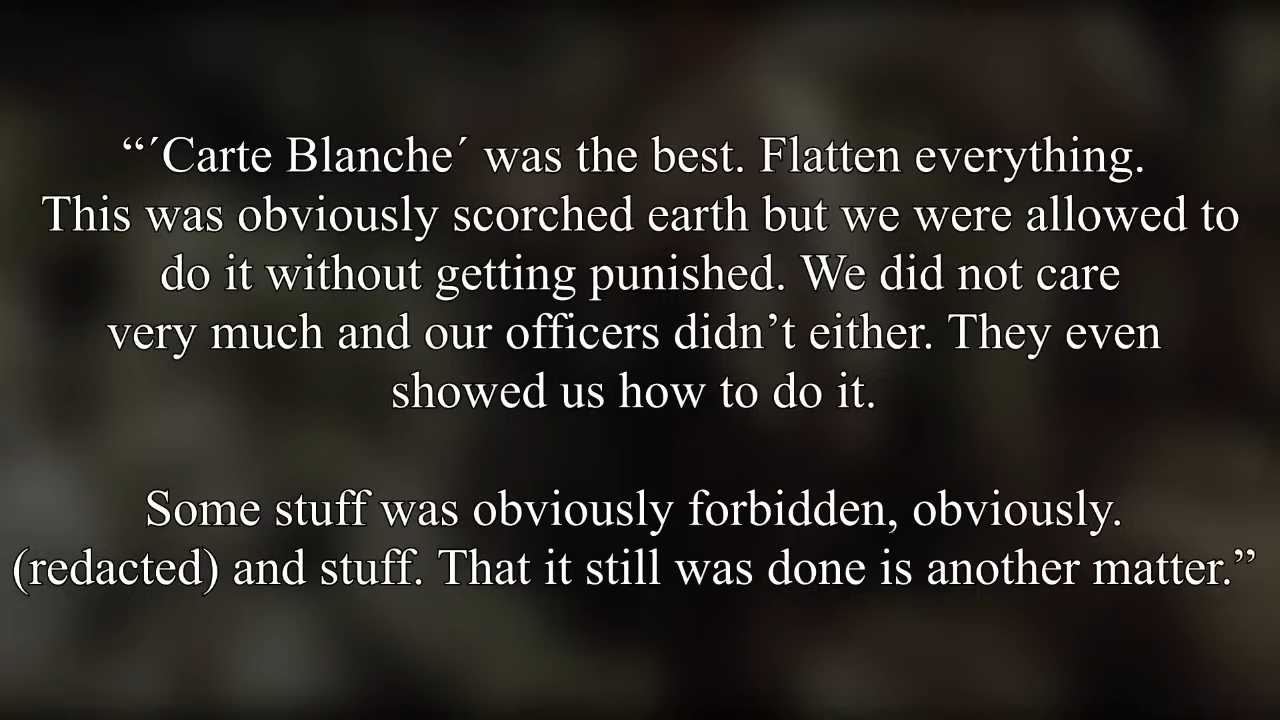 “´Carte Blanche´ was the best. Flatten everything.
This was obviously scorched earth but we were allowed to
do it without getting punished. We did not care
very much and our officers didn’t either. They even
showed us how to do it.
Some stuff was obviously forbidden, obviously.
(redacted) and stuff. That it still was done is another matter.”